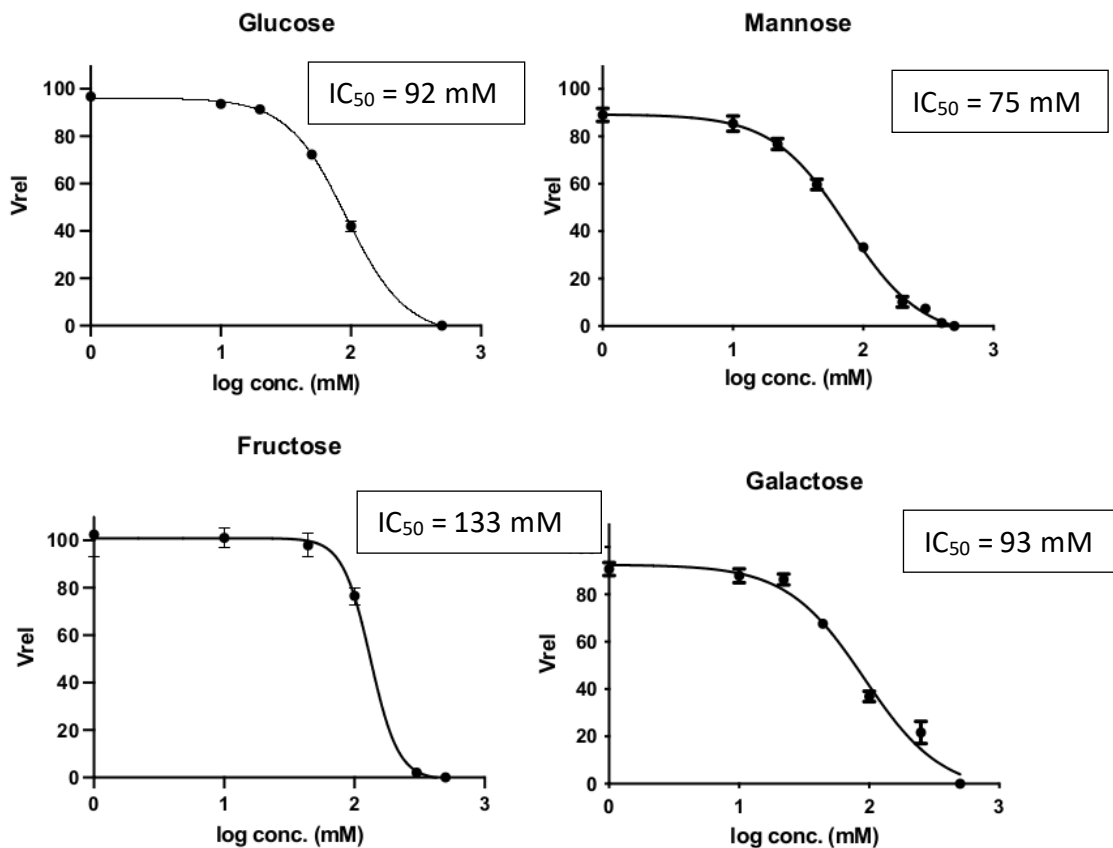 Glucose
IC₅₀ = 92 mM
100
80
60
40
20
0
Vrel
0 1 2 3
log conc. (mM)
Mannose
IC₅₀ = 75 mM
100
80
60
40
20
0
Vrel
0 1 2 3
log conc. (mM)
Fructose
IC₅₀ = 133 mM
100
80
60
40
20
0
Vrel
0 1 2 3
log conc. (mM)
Galactose
IC₅₀ = 93 mM
80
60
40
20
0
Vrel
0 1 2 3
log conc. (mM)